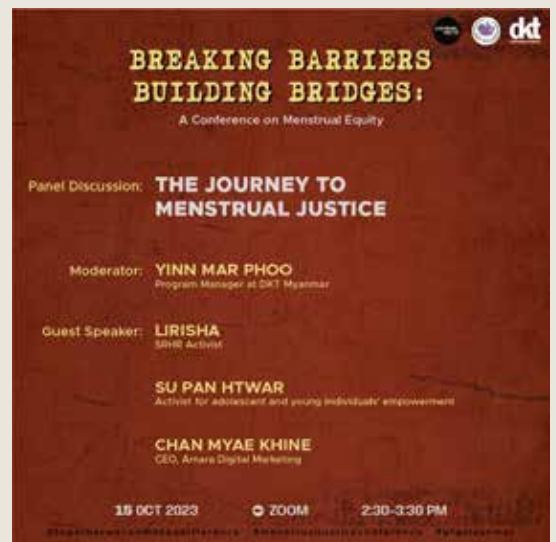 dkt
BREAKING BARRIERS
BUILDING BRIDGES:
A Conference on Menstrual Equity
Panel Discussion: THE JOURNEY TO
MENSTRUAL JUSTICE
Moderator: YINN MAR PHOO
Program Manager at DKT Myanmar
Guest Speaker: LIRISHA
SRHR Activist
SU PAN HTWAR
Activist for adolescent and young individuals' empowerment
CHAN MYAE KHINE
CEO, Amara Digital Marketing
15 OCT 2023 ZOOM 2:30-3:30 PM